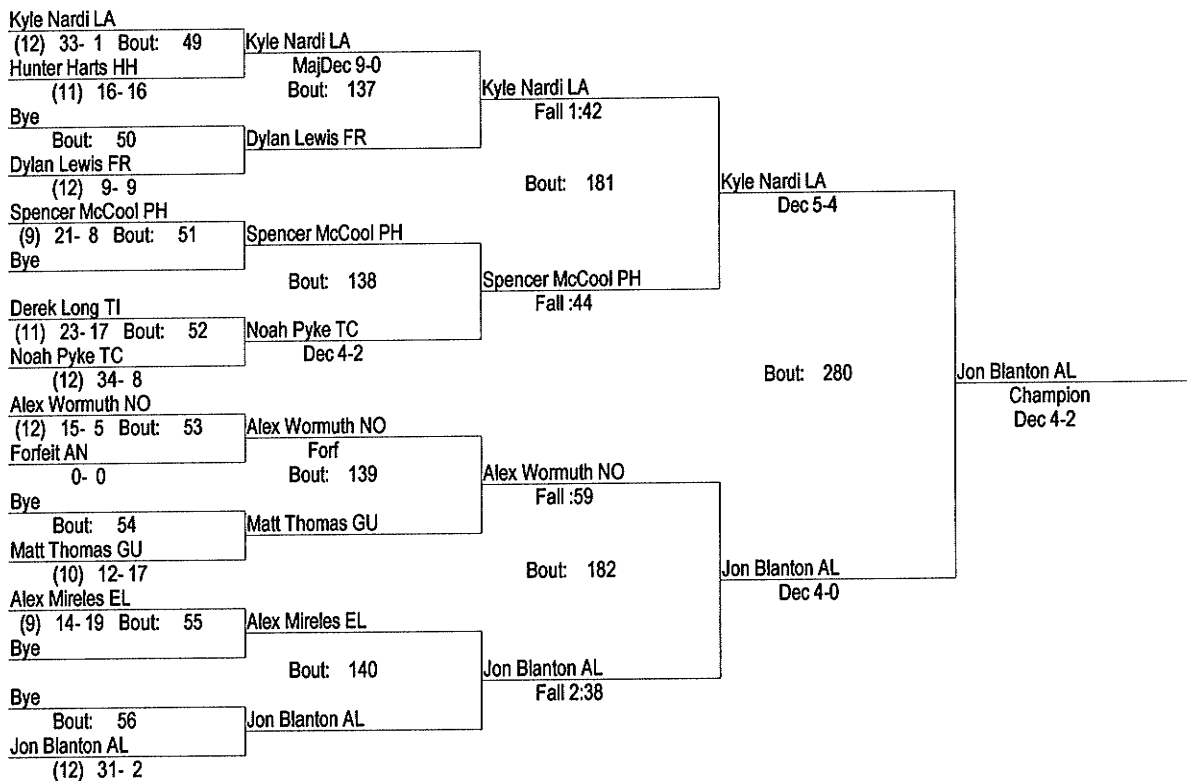 Kyle Nardi LA
(12) 33- 1 Bout: 49
Hunter Harts HH
(11) 16- 16
Bye
Bout: 50
Dylan Lewis FR
(12) 9- 9
Spencer McCool PH
(9) 21- 8 Bout: 51
Bye
Derek Long TI
(11) 23- 17 Bout: 52
Noah Pyke TC
(12) 34- 8
Alex Wormuth NO
(12) 15- 5 Bout: 53
Forfeit AN
0- 0
Bye
Bout: 54
Matt Thomas GU
(10) 12- 17
Alex Mireles EL
(9) 14- 19 Bout: 55
Bye
Bye
Bout: 56
Jon Blanton AL
(12) 31- 2
Kyle Nardi LA
MajDec 9-0
Bout: 137
Dylan Lewis FR
Spencer McCool PH
Bout: 138
Noah Pyke TC
Dec 4-2
Alex Wormuth NO
Forf
Bout: 139
Matt Thomas GU
Alex Mireles EL
Bout: 140
Jon Blanton AL
Kyle Nardi LA
Fall 1:42
Bout: 181
Spencer McCool PH
Fall :44
Alex Wormuth NO
Fall :59
Bout: 182
Jon Blanton AL
Fall 2:38
Kyle Nardi LA
Dec 5-4
Bout: 280
Jon Blanton AL
Dec 4-0
Jon Blanton AL
Champion
Dec 4-2